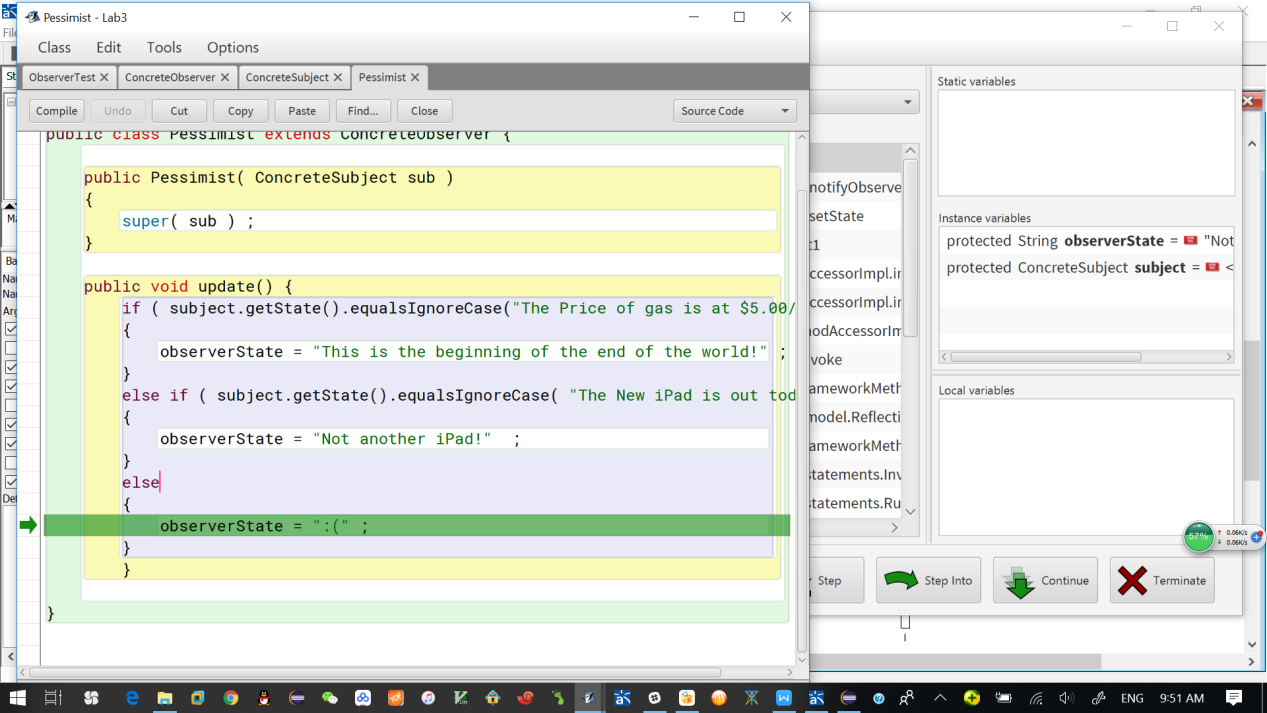 Pessimist - Lab3
Class Edit Tools Options
ObserverTest ConcreteObserver ConcreteSubject Pessimist
Compile Undo Cut Copy Paste Find... Close Source Code
public class Pessimist extends ConcreteObserver {
public Pessimist( ConcreteSubject sub )
{
super( sub ) ;
}
public void update() {
if ( subject.getState().equalsIgnoreCase("The Price of gas is at $5.00/
{
observerState = "This is the beginning of the end of the world!" ;
}
else if ( subject.getState().equalsIgnoreCase( "The New iPad is out tod
{
observerState = "Not another iPad!" ;
}
else
{
observerState = ":(" ;
}
}
}
notifyObserve
setState
t1
ccessorImpl.in
ccessorImpl.in
nodAccessorIm
voke
ameworkMeth
nodel.Reflecti
ameworkMeth
statements.Inv
statements.Ru
Static variables
Instance variables
protected String observerState = "Not
protected ConcreteSubject subject = <
Local variables
57% 0.06K/s
0.06K/s
Step Step Into Continue Terminate
ENG 9:51 AM